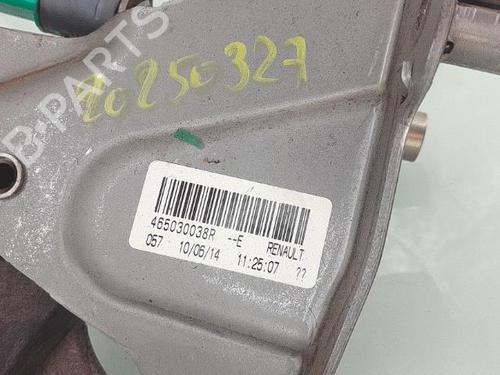 20250327
B-PARTS
465030038R --E RENAULT
057 10/06/14 11:25:07 ??